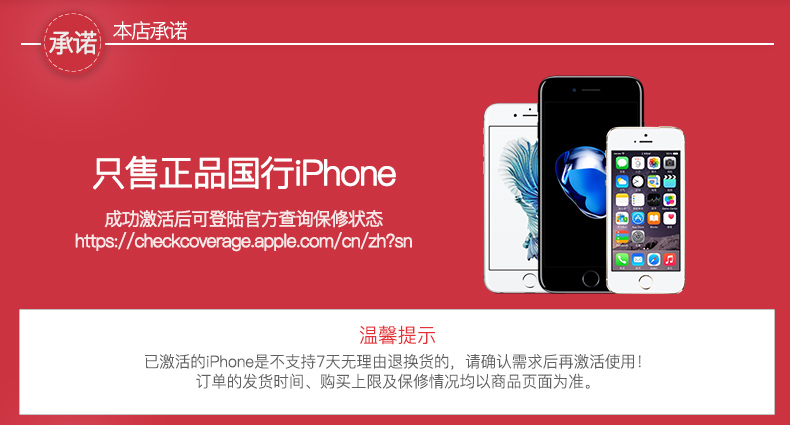 承诺
本店承诺
只售正品国行iPhone
成功激活后可登陆官方查询保修状态
https://checkcoverage.apple.com/cn/zh?sn
温馨提示
已激活的iPhone是不支持7天无理由退换货的，请确认需求后再激活使用！
订单的发货时间、购买上限及保修情况均以商品页面为准。